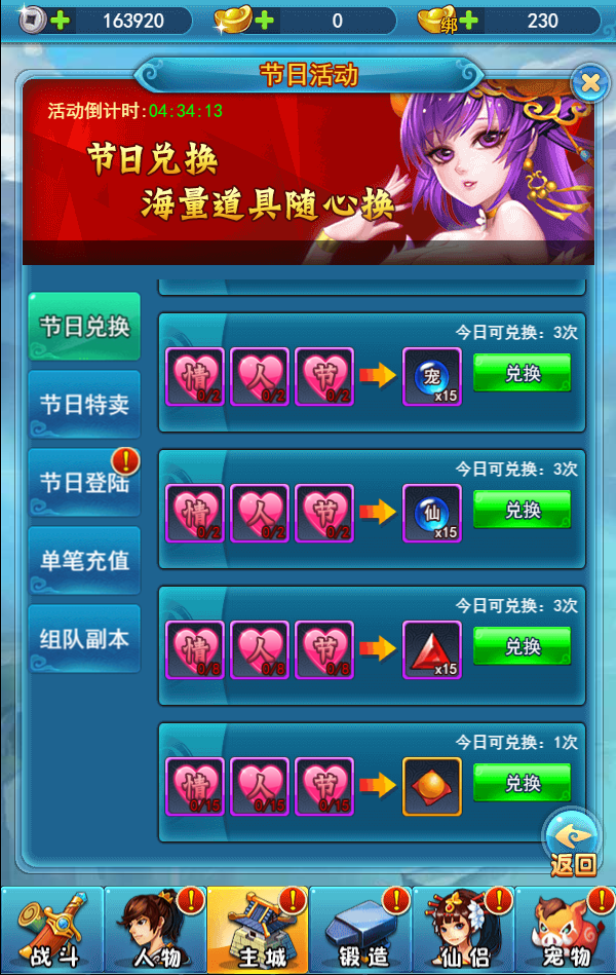 163920
0
绑
230
节日活动
活动倒计时:04:34:13
节日兑换
海量道具随心换
节日兑换
节日特卖
节日登陆
单笔充值
组队副本
今日可兑换：3次
情 0/2 人 0/2 节 0/2 宠 x15 兑换
今日可兑换：3次
情 0/2 人 0/2 节 0/2 仙 x15 兑换
今日可兑换：3次
情 0/8 人 0/8 节 0/8 x15 兑换
今日可兑换：1次
情 0/15 人 0/15 节 0/15 兑换
返回
战斗 人物 主城 锻造 仙侣 宠物